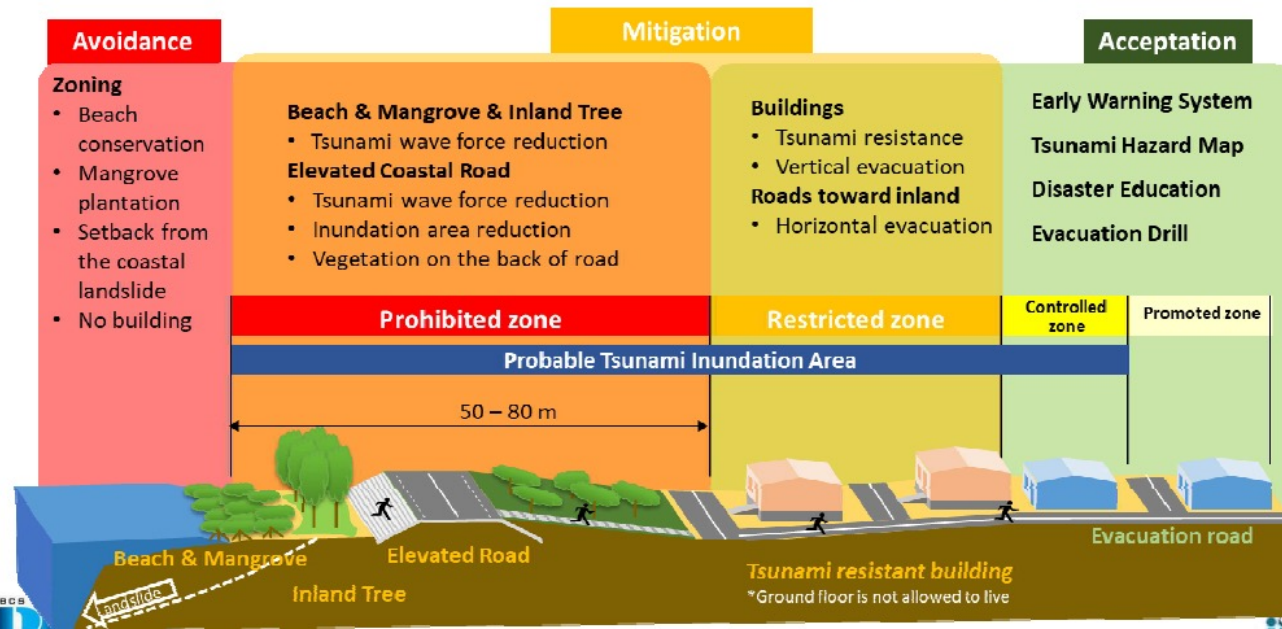 Avoidance
Mitigation
Acceptation
Zoning
• Beach
conservation
• Mangrove
plantation
• Setback from
the coastal
landslide
• No building
Beach & Mangrove & Inland Tree
• Tsunami wave force reduction
Elevated Coastal Road
• Tsunami wave force reduction
• Inundation area reduction
• Vegetation on the back of road
Buildings
• Tsunami resistance
• Vertical evacuation
Roads toward inland
• Horizontal evacuation
Early Warning System
Tsunami Hazard Map
Disaster Education
Evacuation Drill
Prohibited zone
Restricted zone
Controlled
zone
Promoted zone
Probable Tsunami Inundation Area
50 – 80 m
Beach & Mangrove
Elevated Road
Inland Tree
Landslide
Evacuation road
Tsunami resistant building
*Ground floor is not allowed to live